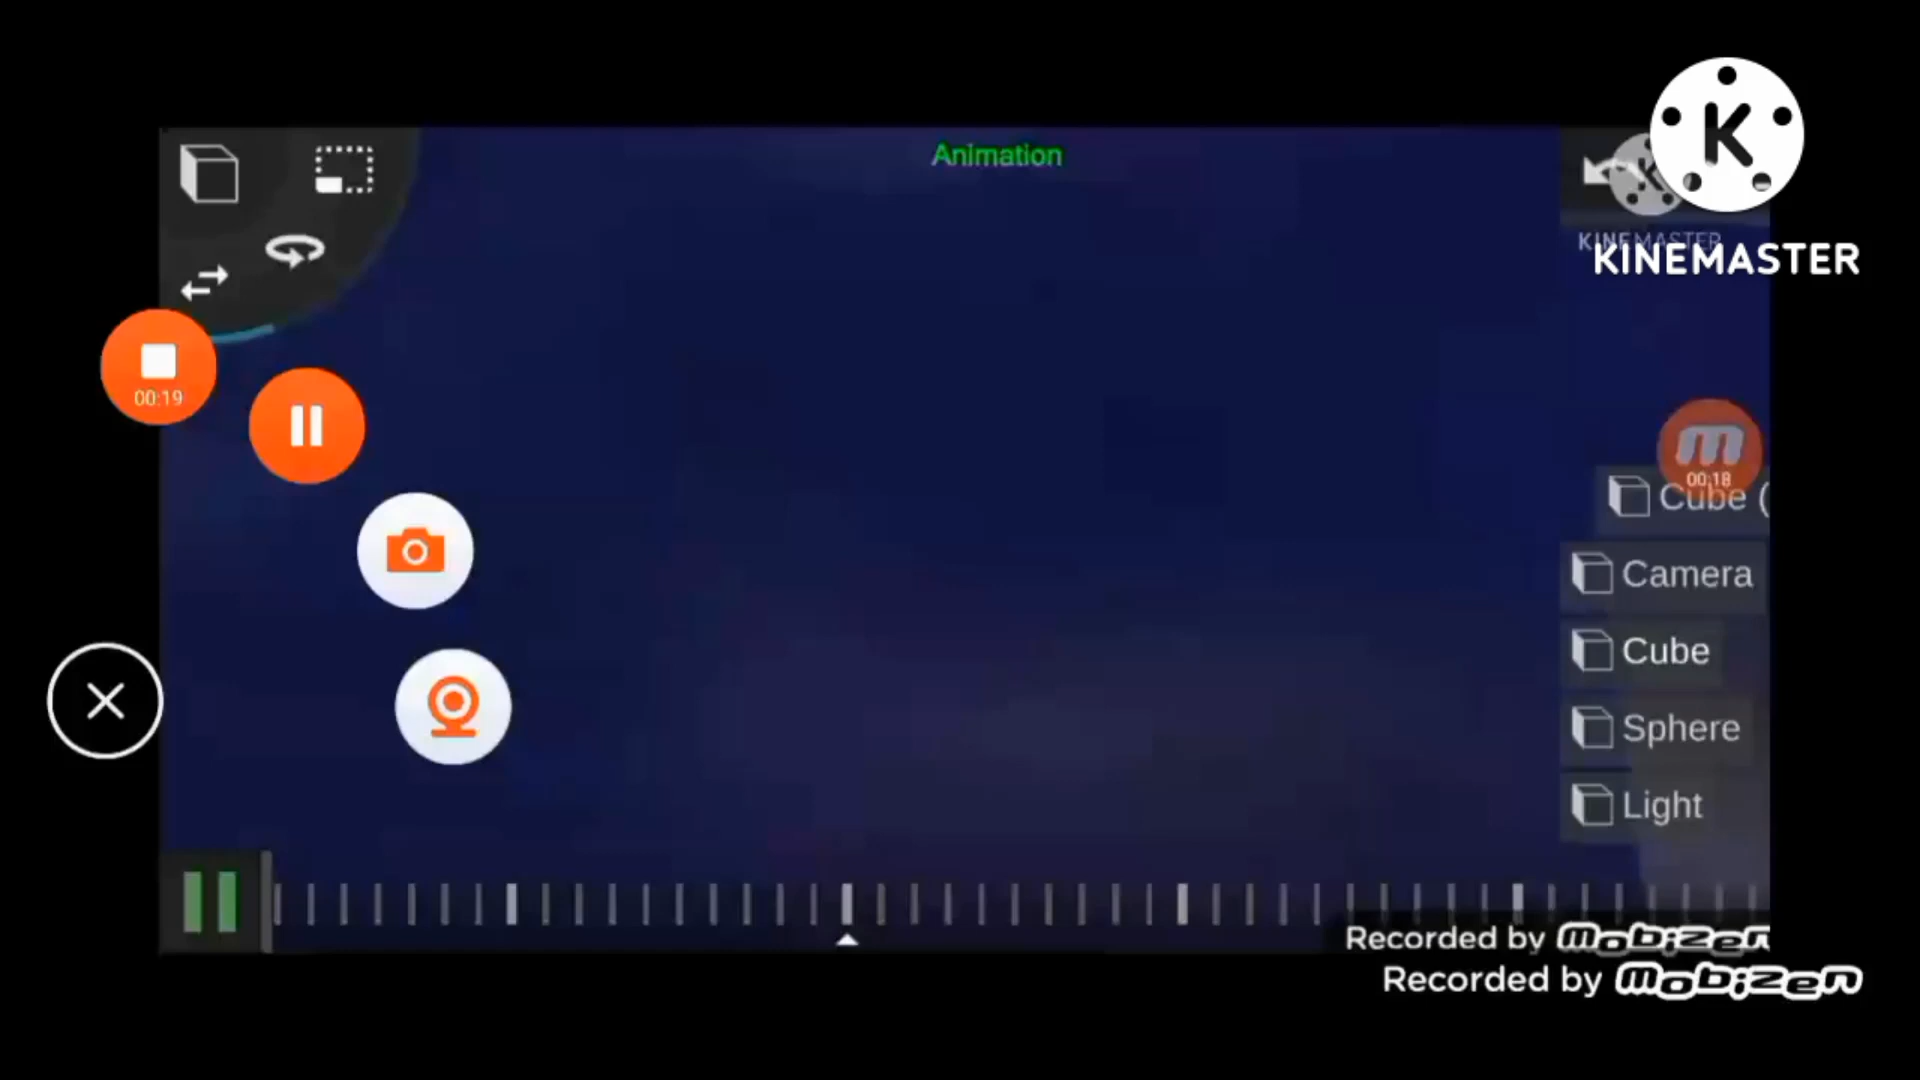 Animation
K
K
KINEMASTER
KINEMASTER
00:19
m
00:18
Cube (
Camera
Cube
Sphere
Light
Recorded by mobizen
Recorded by mobizen